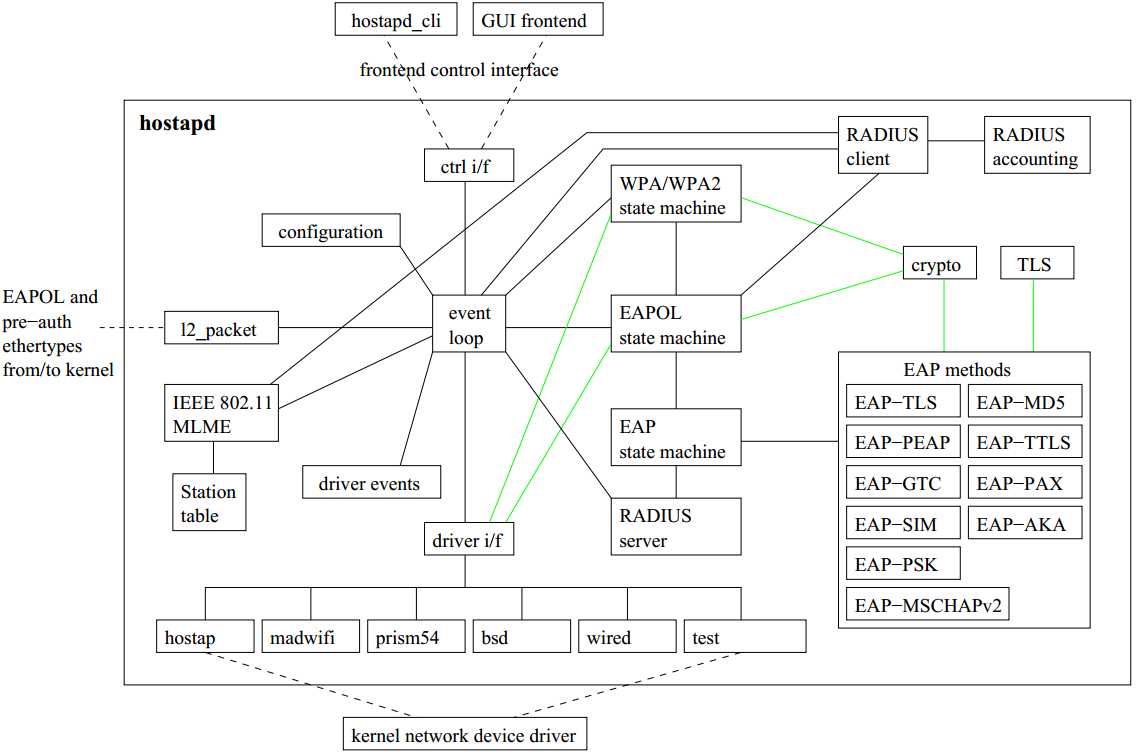 hostapd_cli
GUI frontend
frontend control interface
hostapd
RADIUS
client
RADIUS
accounting
ctrl i/f
WPA/WPA2
state machine
configuration
crypto
TLS
EAPOL and
pre−auth
ethertypes
from/to kernel
l2_packet
event
loop
EAPOL
state machine
IEEE 802.11
MLME
EAP
state machine
EAP methods
EAP−TLS
EAP−MD5
EAP−PEAP
EAP−TTLS
EAP−GTC
EAP−PAX
EAP−SIM
EAP−AKA
EAP−PSK
EAP−MSCHAPv2
Station
table
driver events
RADIUS
server
driver i/f
hostap
madwifi
prism54
bsd
wired
test
kernel network device driver